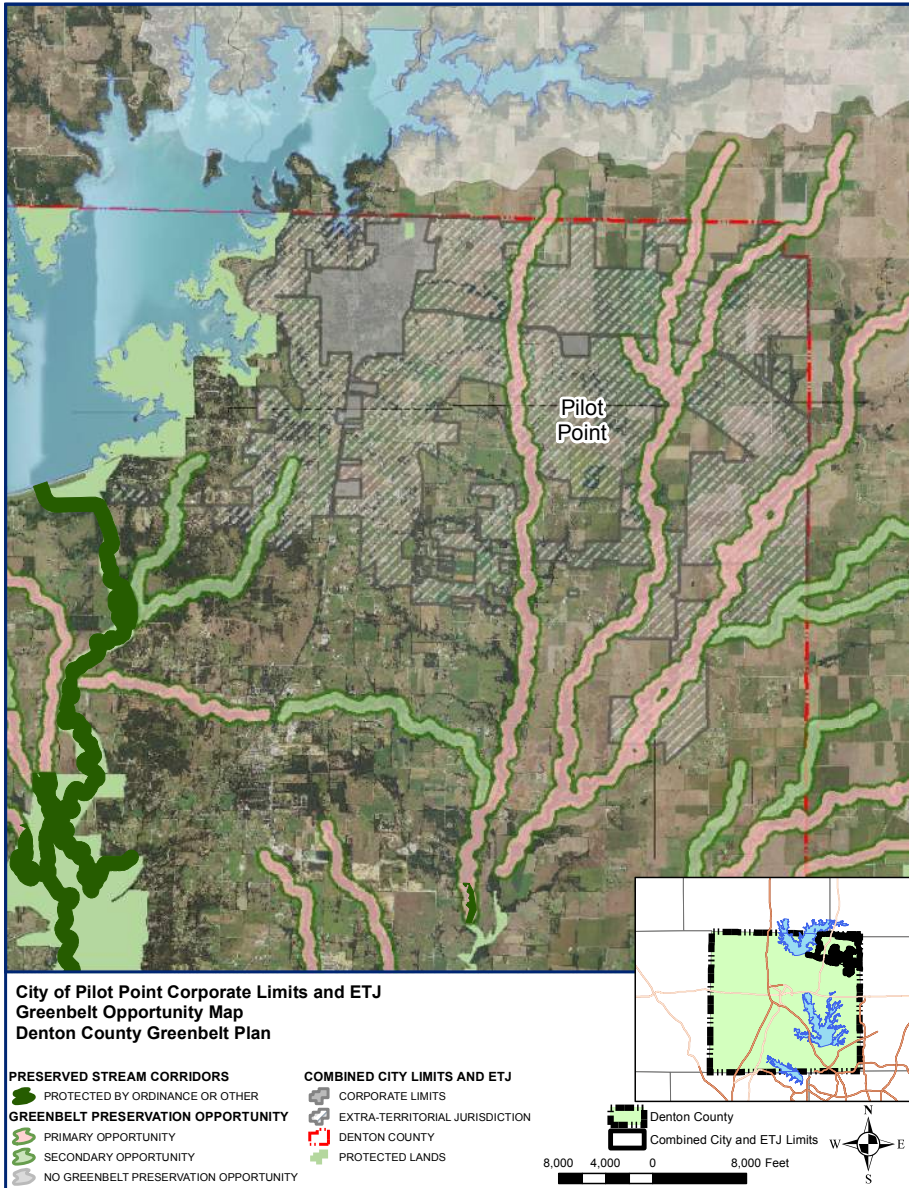 Pilot
Point
City of Pilot Point Corporate Limits and ETJ
Greenbelt Opportunity Map
Denton County Greenbelt Plan
PRESERVED STREAM CORRIDORS
PROTECTED BY ORDINANCE OR OTHER
GREENBELT PRESERVATION OPPORTUNITY
PRIMARY OPPORTUNITY
SECONDARY OPPORTUNITY
NO GREENBELT PRESERVATION OPPORTUNITY
COMBINED CITY LIMITS AND ETJ
CORPORATE LIMITS
EXTRA-TERRITORIAL JURISDICTION
DENTON COUNTY
PROTECTED LANDS
Denton County
Combined City and ETJ Limits
N
W E
S
8,000 4,000 0 8,000 Feet